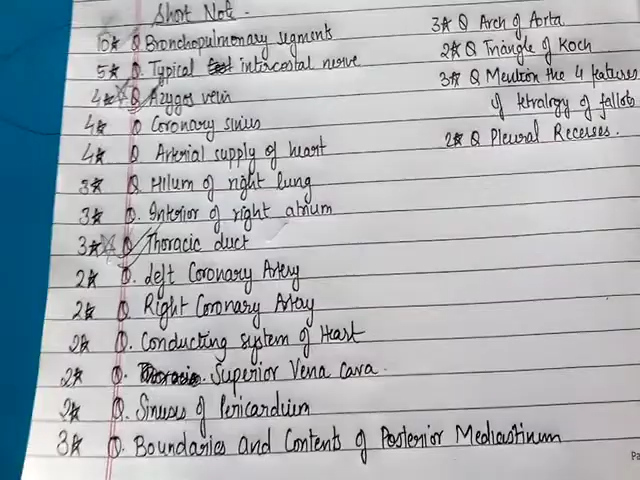 Short Note.
10☆ Q Bronchopulmonary segments
5☆ Q. Typical intercostal nerve
4☆ Q Azygos vein
4☆ Q Coronary sinus
4☆ Q Arterial supply of heart
3☆ Q. Hilum of right lung
3☆ Q. Interior of right atrium
3☆ Q Thoracic duct
2☆ Q. Left Coronary Artery
2☆ Q. Right Coronary Artery
2☆ Q. Conducting system of Heart
2☆ Q. Superior Vena Cava.
2☆ Q. Sinuses of Pericardium
3☆ Q. Boundaries and Contents of Posterior Mediastinum
3☆ Q Arch of Aorta
2☆ Q Triangle of Koch
3☆ Q Mention the 4 features
of tetralogy of fallots
2☆ Q Pleural Recesses.
Pa